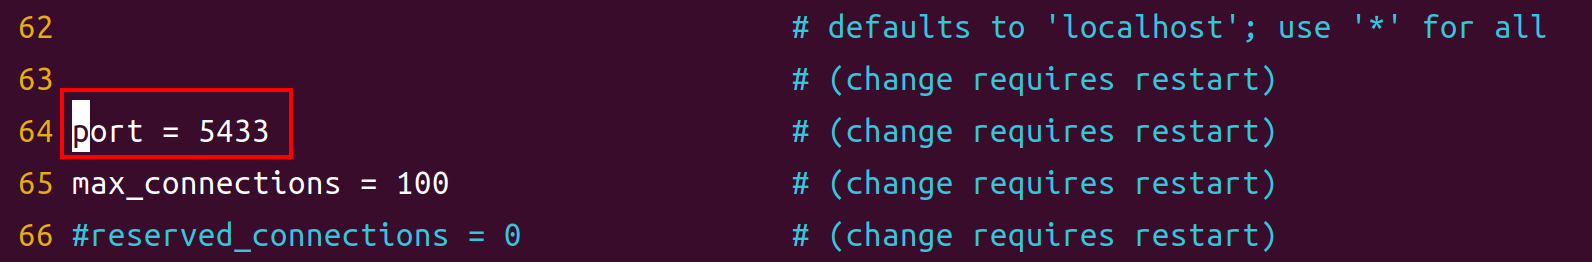 62 # defaults to 'localhost'; use '*' for all
63 # (change requires restart)
64 port = 5433 # (change requires restart)
65 max_connections = 100 # (change requires restart)
66 #reserved_connections = 0 # (change requires restart)